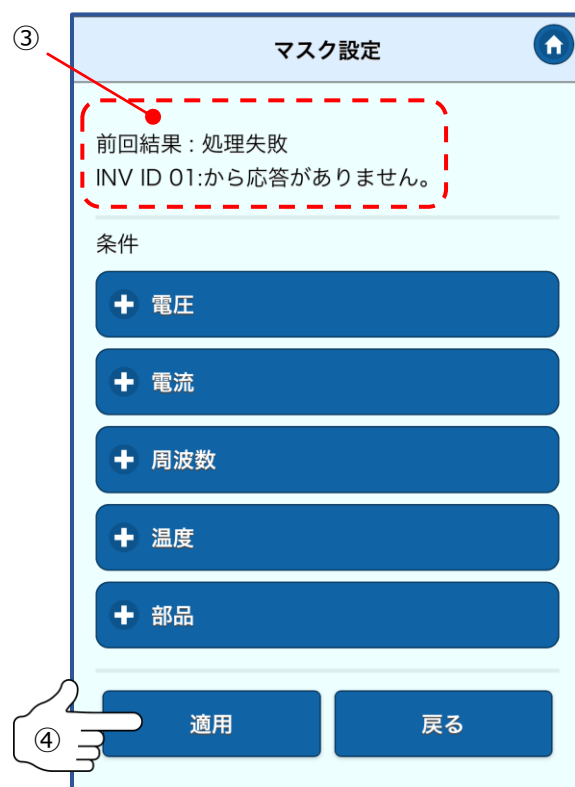 ③
マスク設定
前回結果 : 処理失敗
INV ID 01:から応答がありません。
条件
電圧
電流
周波数
温度
部品
適用
戻る
④